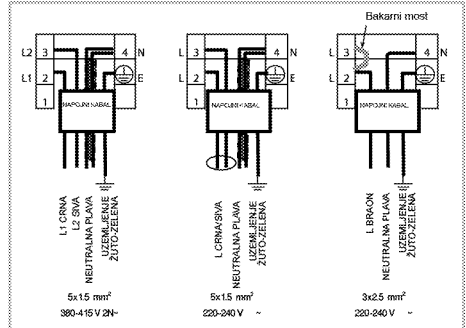 Bakarni most
L2 3 4 N
L1 2 E
1
NAPOJNI KABAL
L1 CRNA
L2 SIVA
NEUTRALNA PLAVA
UZEMLJENJE
ŽUTO-ZELENA
5x1.5 mm²
380-415 V 2N~
L 3 4 N
L 2 E
1
NAPOJNI KABAL
L CRNA/SIVA
NEUTRALNA PLAVA
UZEMLJENJE
ŽUTO-ZELENA
5x1.5 mm²
220-240 V ~
L 3 4 N
L 2 E
1
NAPOJNI KABAL
L BRAON
NEUTRALNA PLAVA
UZEMLJENJE
ŽUTO-ZELENA
3x2.5 mm²
220-240 V ~